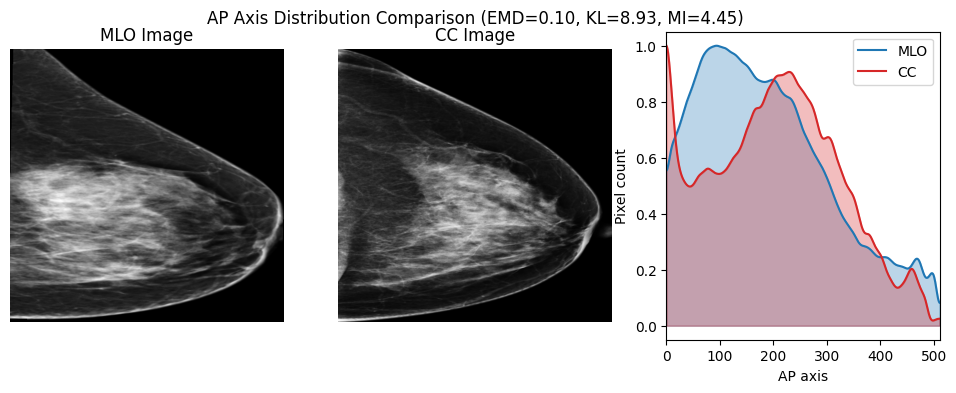 AP Axis Distribution Comparison (EMD=0.10, KL=8.93, MI=4.45)
MLO Image
CC Image
MLO
CC
Pixel count
1.0
0.8
0.6
0.4
0.2
0.0
0 100 200 300 400 500
AP axis